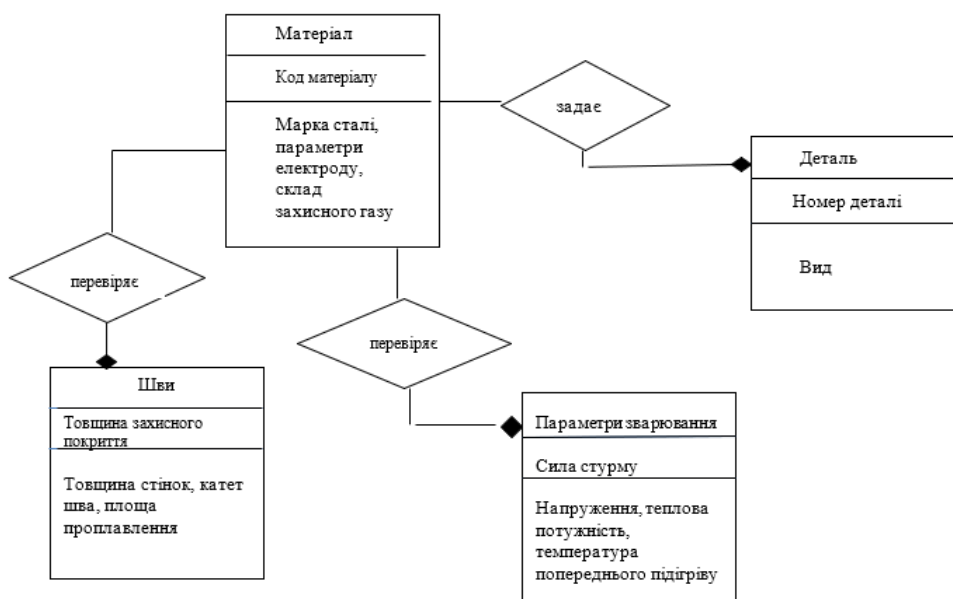 Матеріал
Код матеріалу
Марка сталі,
параметри
електроду,
склад
захисного газу
задає
Деталь
Номер деталі
Вид
перевіряє
перевіряє
Шви
Товщина захисного
покриття
Товщина стінок, катет
шва, площа
проплавлення
Параметри зварювання
Сила стурму
Напруження, теплова
потужність,
температура
попереднього підігріву